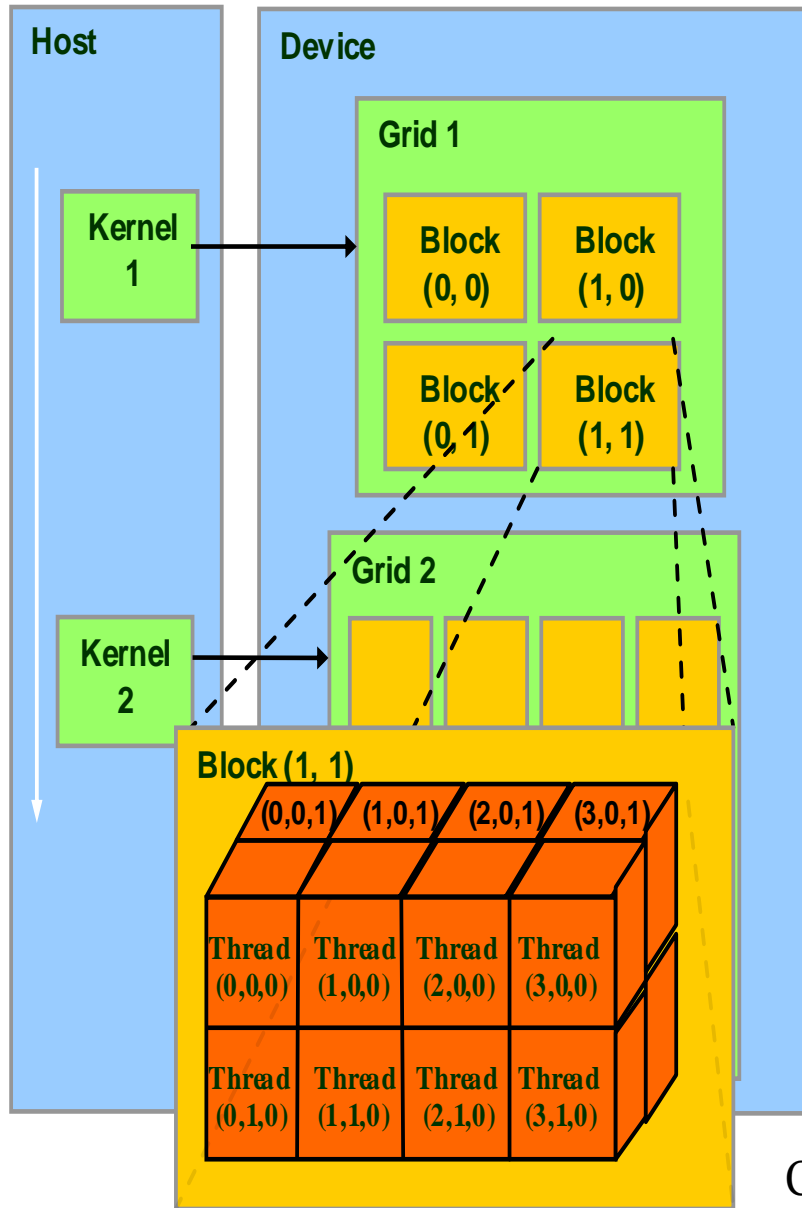 Host
Device
Grid 1
Kernel
1
Block
(0, 0)
Block
(1, 0)
Block
(0, 1)
Block
(1, 1)
Grid 2
Kernel
2
Block (1, 1)
(0,0,1) (1,0,1) (2,0,1) (3,0,1)
Thread
(0,0,0)
Thread
(1,0,0)
Thread
(2,0,0)
Thread
(3,0,0)
Thread
(0,1,0)
Thread
(1,1,0)
Thread
(2,1,0)
Thread
(3,1,0)